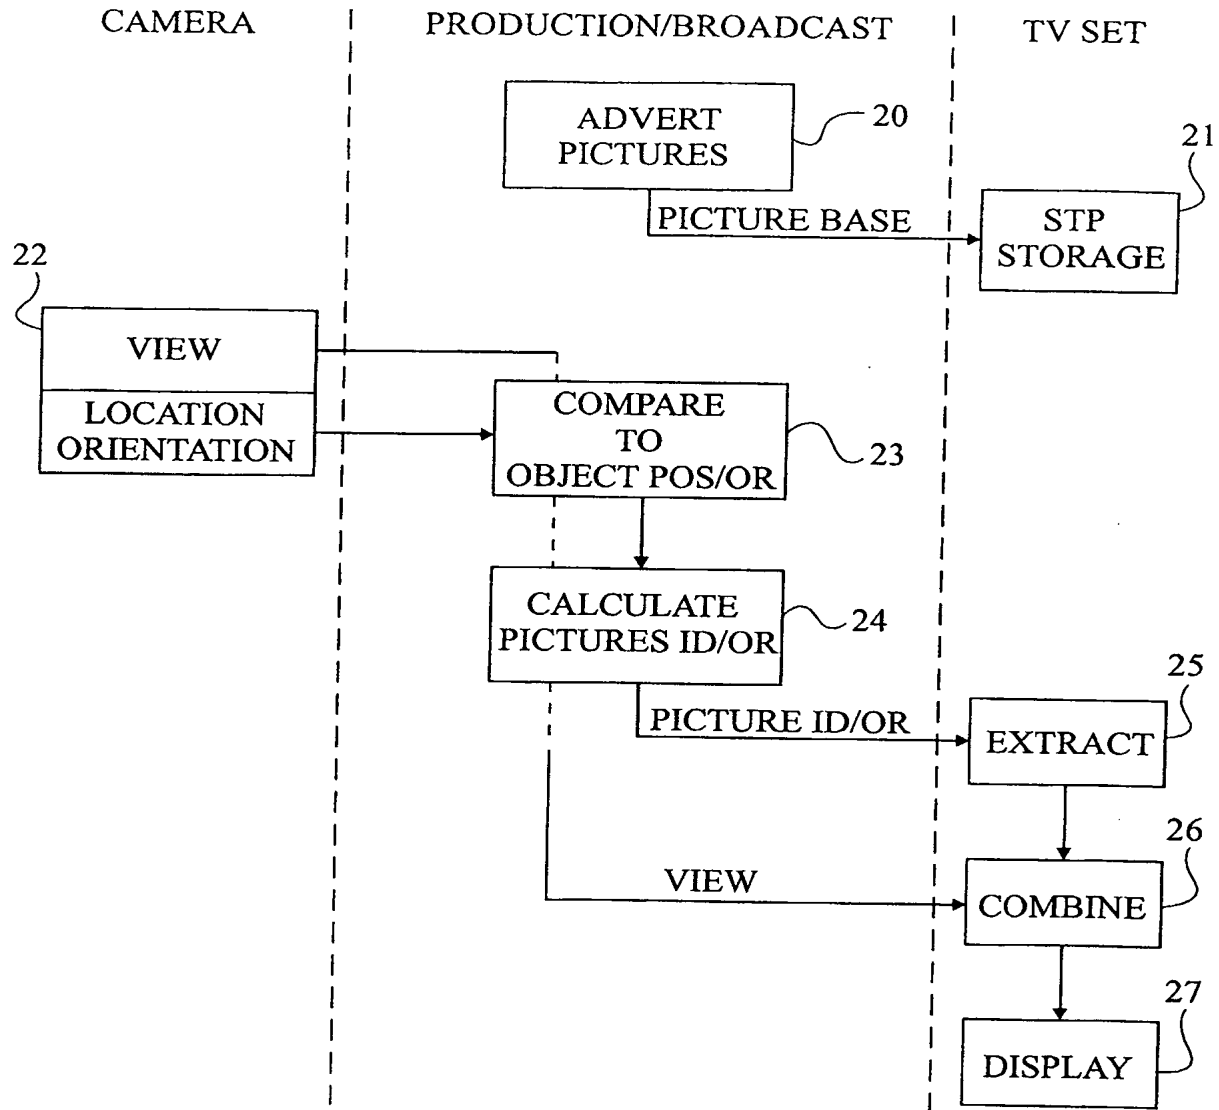 CAMERA
PRODUCTION/BROADCAST
TV SET
ADVERT
PICTURES
20
21
PICTURE BASE
STP
STORAGE
22
VIEW
LOCATION
ORIENTATION
COMPARE
TO
OBJECT POS/OR
23
CALCULATE
PICTURES ID/OR
24
PICTURE ID/OR
25
EXTRACT
26
VIEW
COMBINE
27
DISPLAY